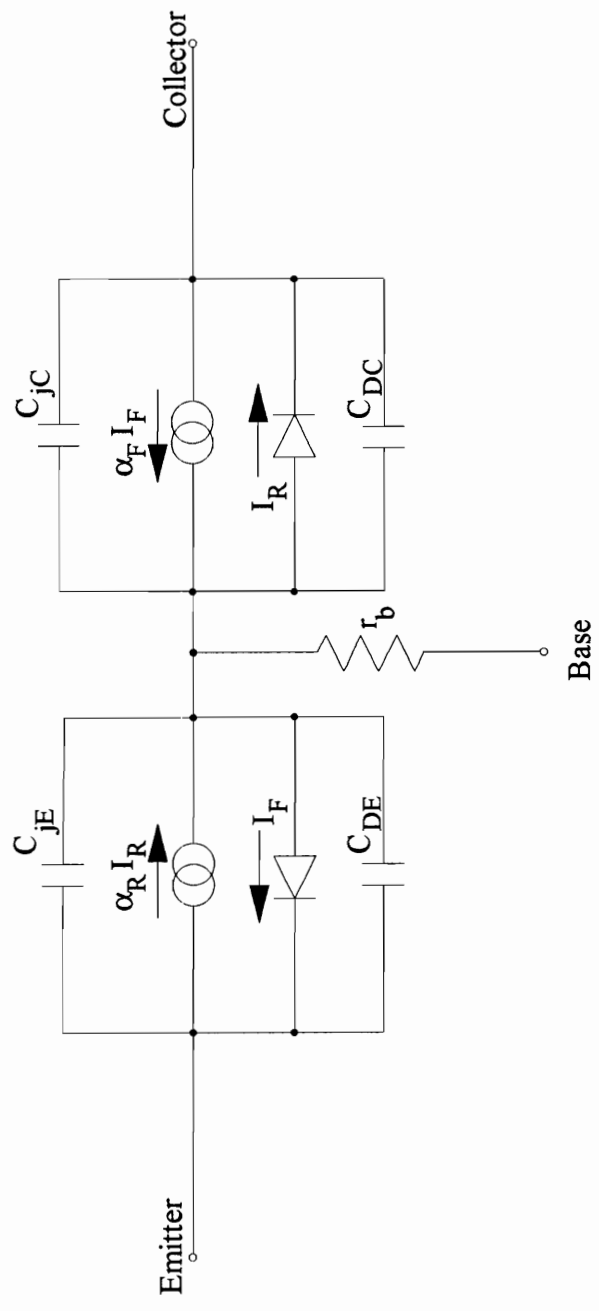 C_jE
C_jC
α_R I_R
α_F I_F
Emitter
Collector
I_F
I_R
C_DE
C_DC
r_b
Base